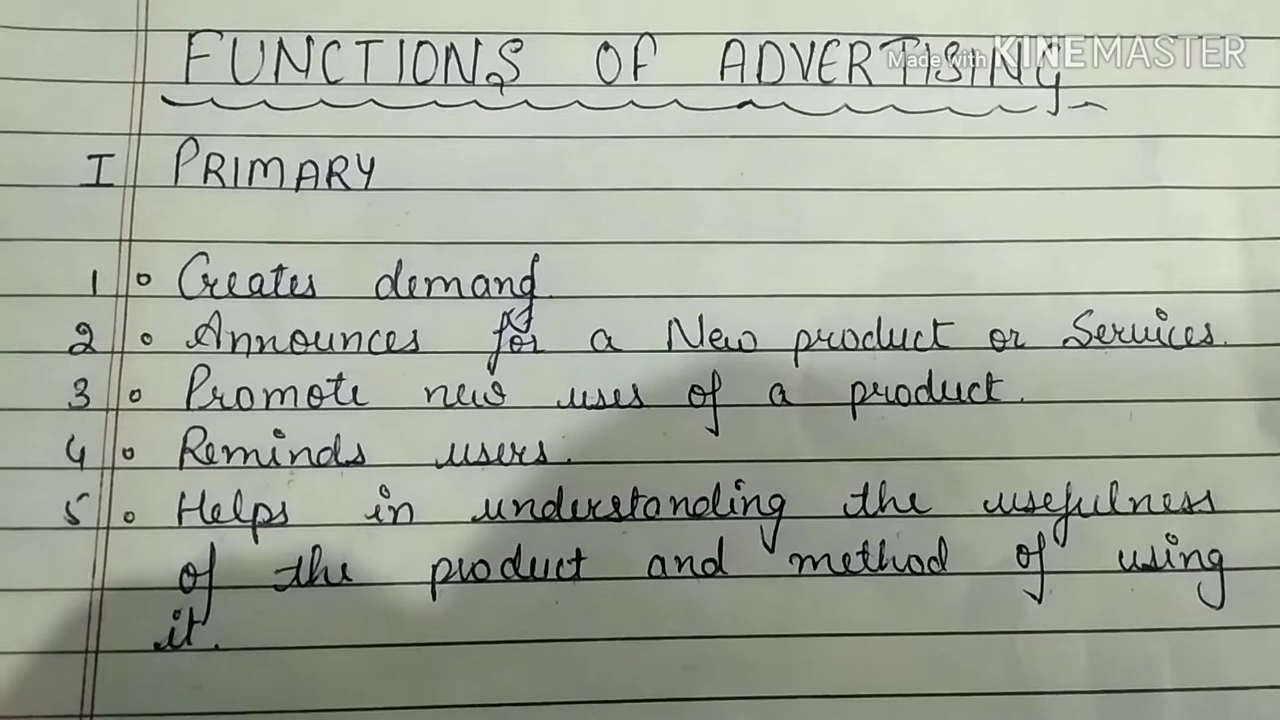 FUNCTIONS OF ADVERTISING
Made with KINEMASTER
I PRIMARY
1 Creates demand
2 Announces for a New product or Services.
3 Promote new uses of a product.
4 Reminds users.
5 Helps in understanding the usefulness
of the product and method of using
it.